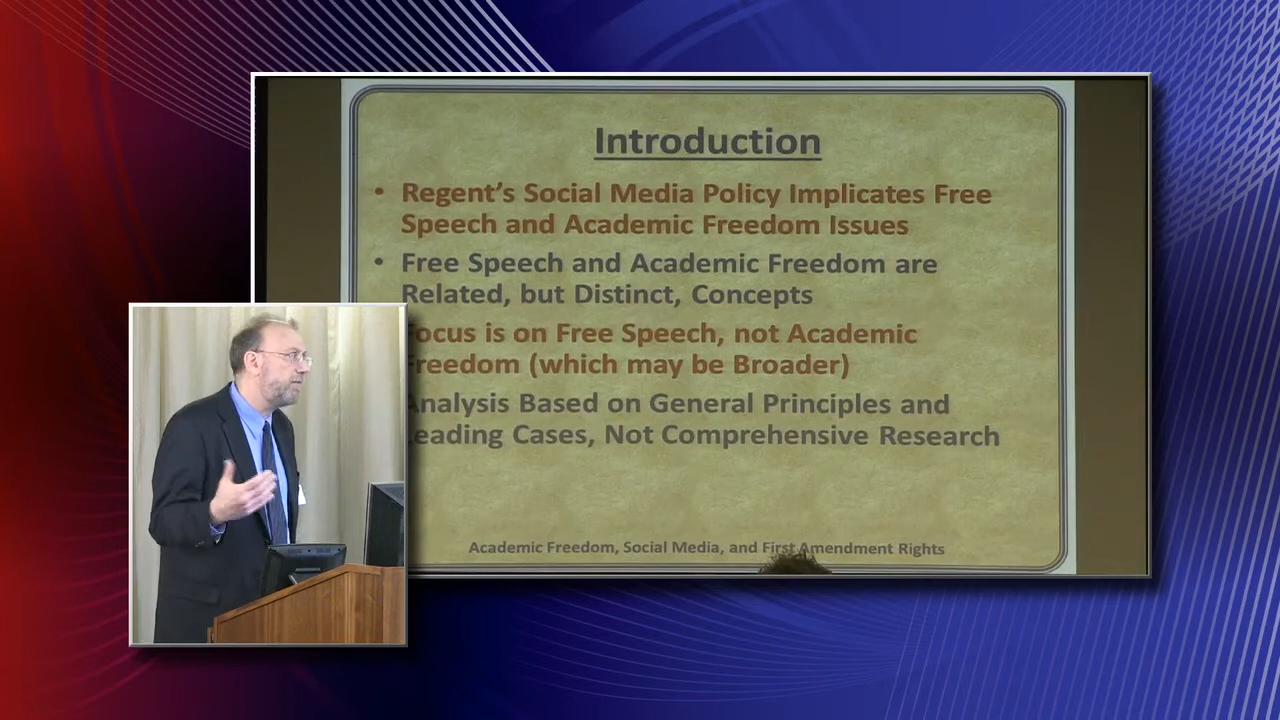 Introduction
• Regent's Social Media Policy Implicates Free
Speech and Academic Freedom Issues
• Free Speech and Academic Freedom are
Related, but Distinct, Concepts
Focus is on Free Speech, not Academic
Freedom (which may be Broader)
Analysis Based on General Principles and
Leading Cases, Not Comprehensive Research
Academic Freedom, Social Media, and First Amendment Rights